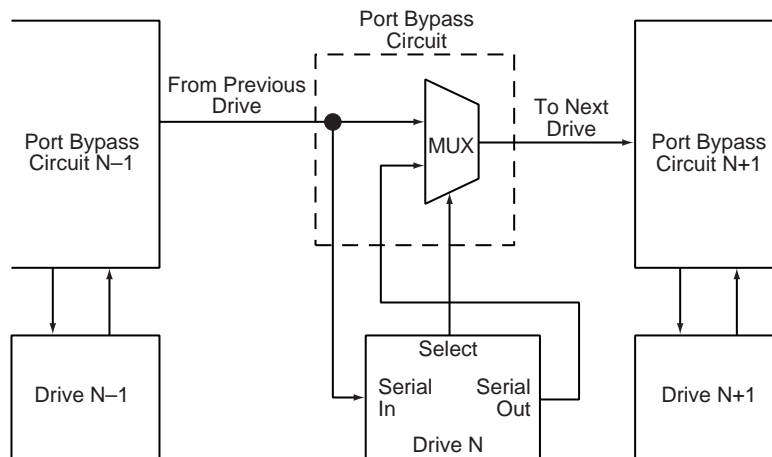 Port Bypass
Circuit
From Previous
Drive
To Next
Drive
Port Bypass
Circuit N–1
MUX
Port Bypass
Circuit N+1
Select
Drive N–1
Serial
In
Serial
Out
Drive N
Drive N+1